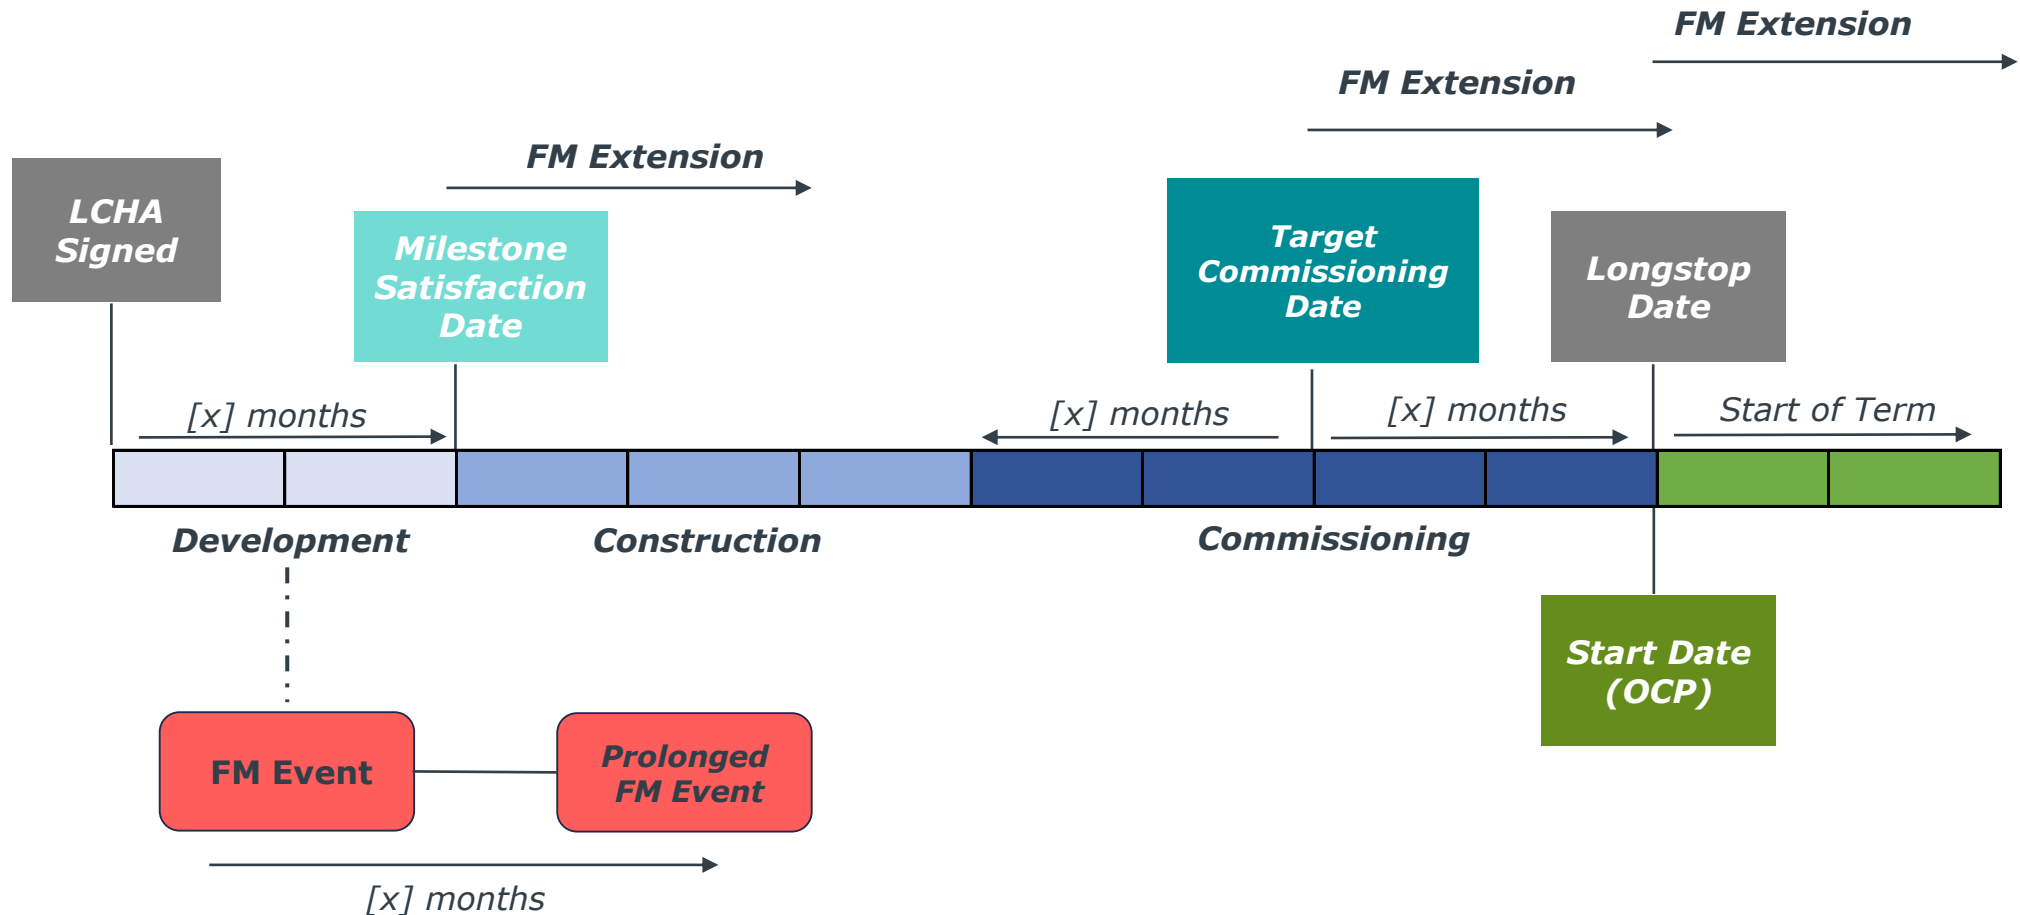 FM Extension
FM Extension
FM Extension
LCHA
Signed
Milestone
Satisfaction
Date
Target
Commissioning
Date
Longstop
Date
[x] months
[x] months
[x] months
Start of Term
Development
Construction
Commissioning
Start Date
(OCP)
FM Event
Prolonged
FM Event
[x] months